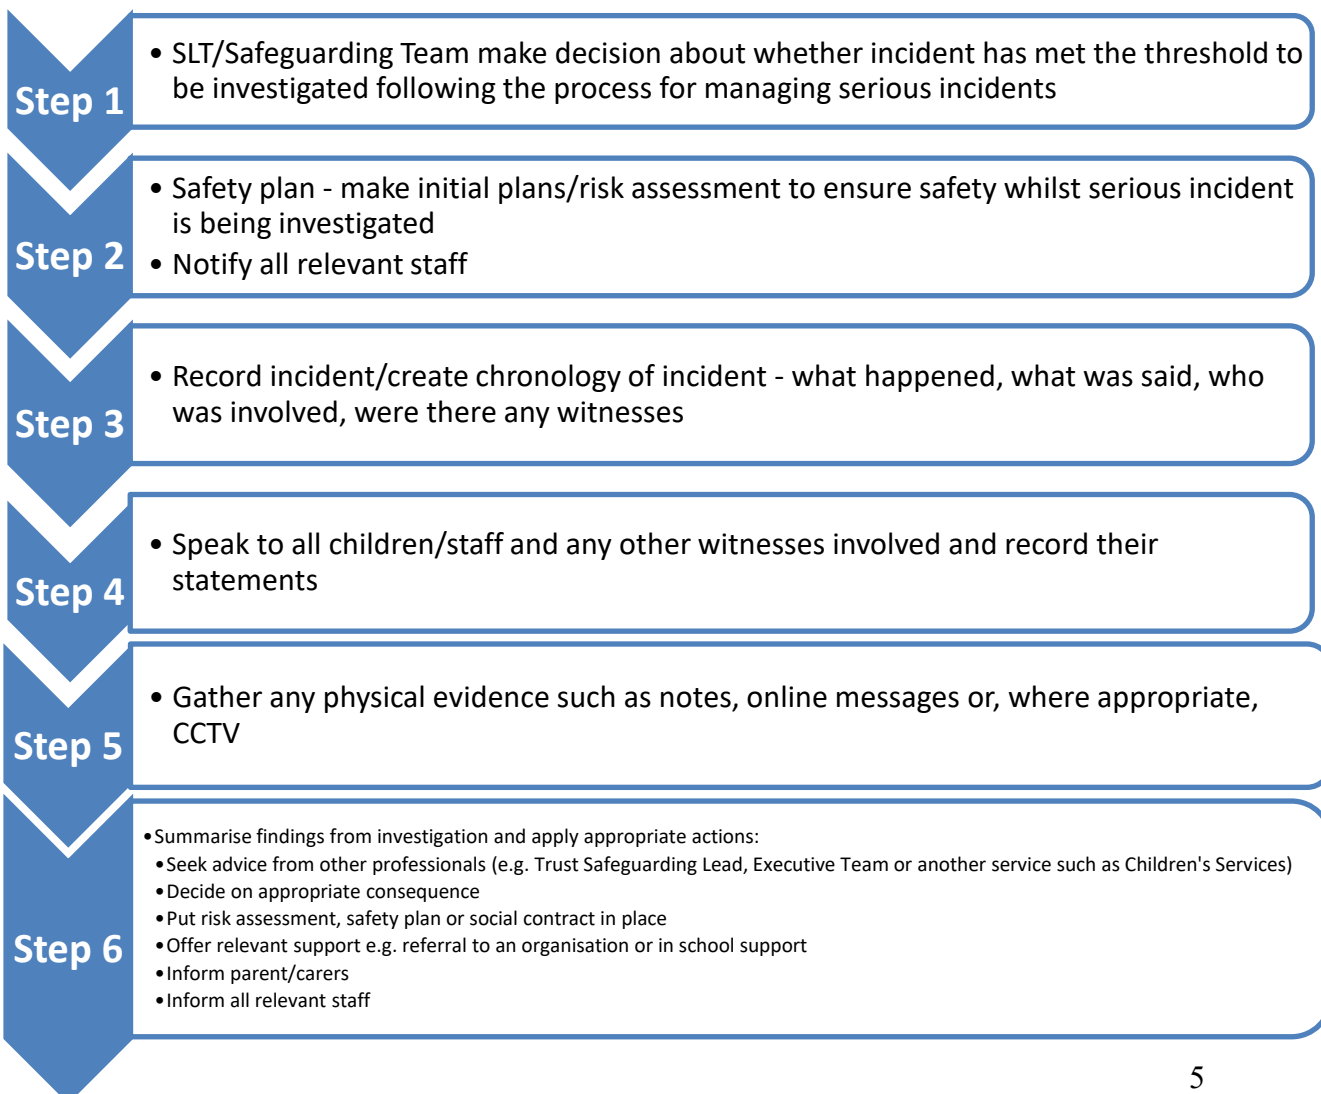 Step 1
• SLT/Safeguarding Team make decision about whether incident has met the threshold to
be investigated following the process for managing serious incidents
Step 2
• Safety plan - make initial plans/risk assessment to ensure safety whilst serious incident
is being investigated
• Notify all relevant staff
Step 3
• Record incident/create chronology of incident - what happened, what was said, who
was involved, were there any witnesses
Step 4
• Speak to all children/staff and any other witnesses involved and record their
statements
Step 5
• Gather any physical evidence such as notes, online messages or, where appropriate,
CCTV
Step 6
• Summarise findings from investigation and apply appropriate actions:
• Seek advice from other professionals (e.g. Trust Safeguarding Lead, Executive Team or another service such as Children's Services)
• Decide on appropriate consequence
• Put risk assessment, safety plan or social contract in place
• Offer relevant support e.g. referral to an organisation or in school support
• Inform parent/carers
• Inform all relevant staff
5